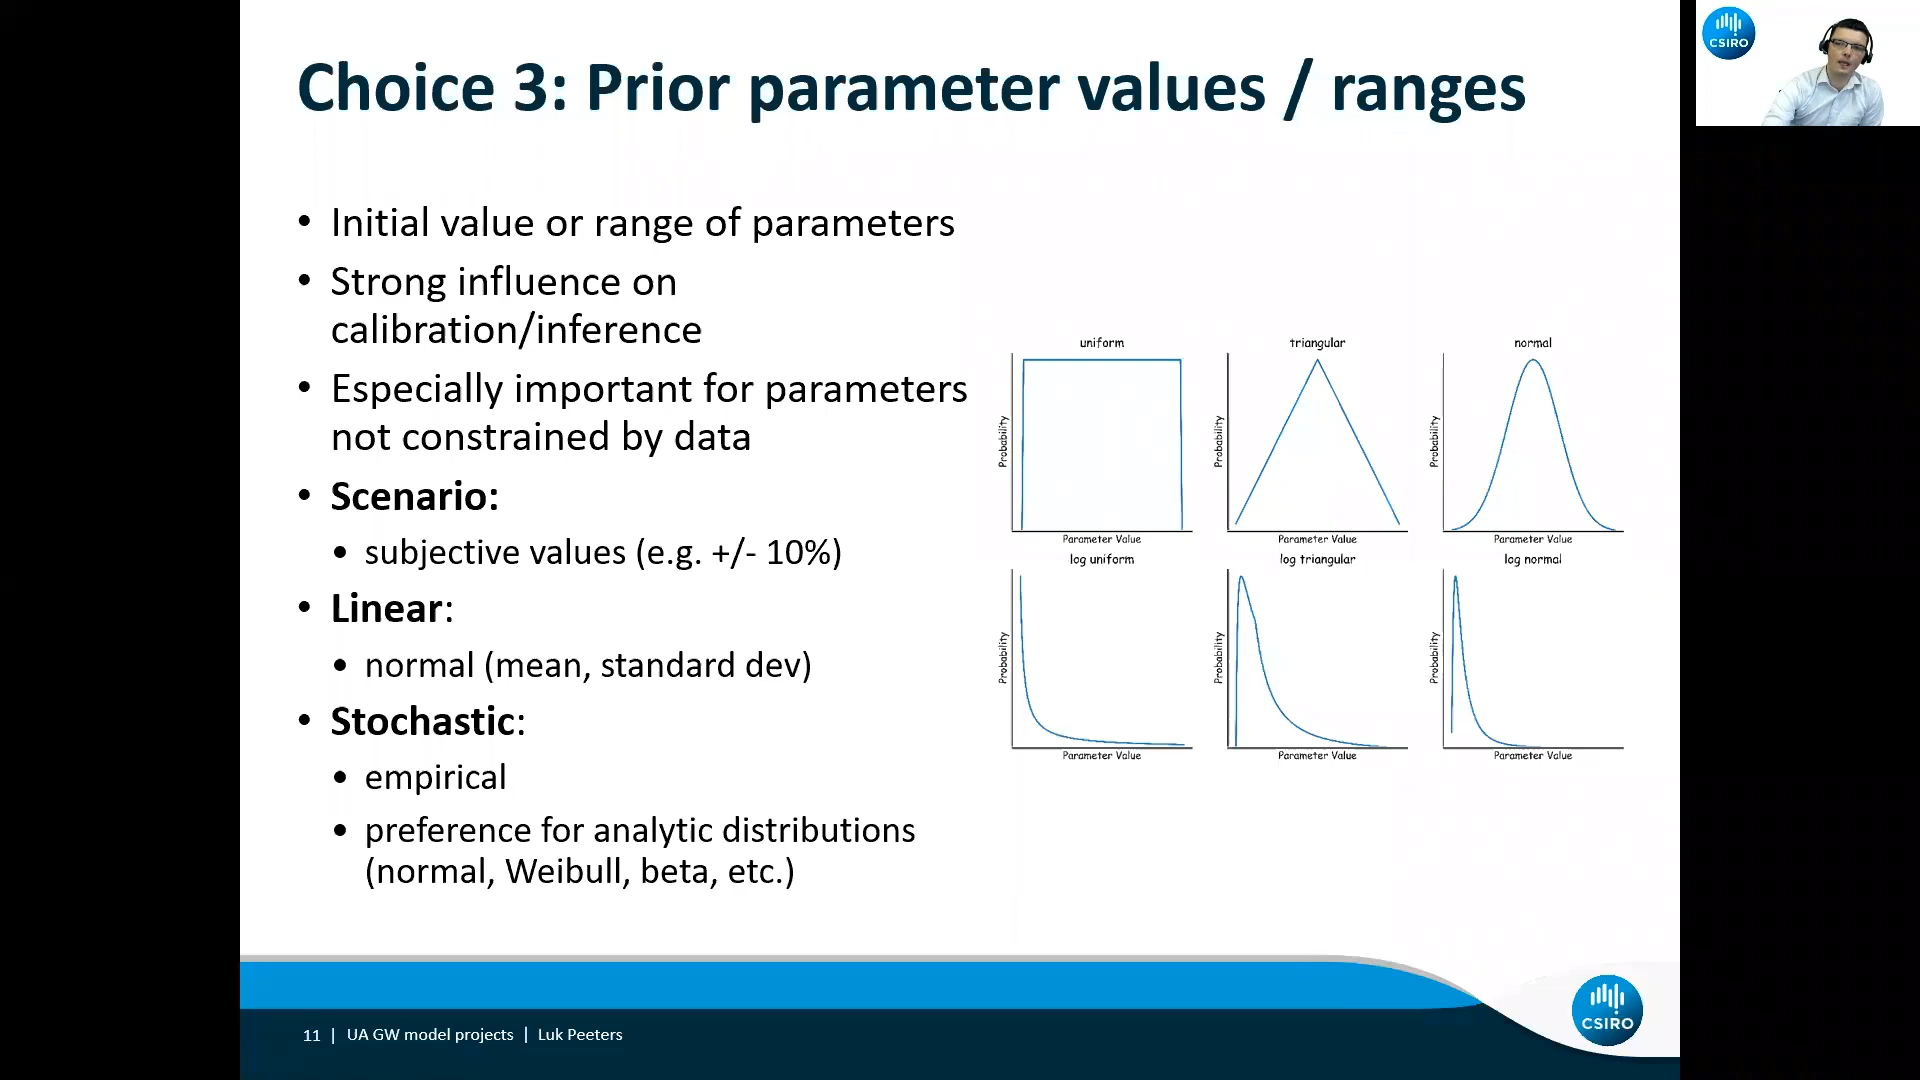 Choice 3: Prior parameter values / ranges
CSIRO
• Initial value or range of parameters
• Strong influence on
calibration/inference
• Especially important for parameters
not constrained by data
• Scenario:
• subjective values (e.g. +/- 10%)
• Linear:
• normal (mean, standard dev)
• Stochastic:
• empirical
• preference for analytic distributions
(normal, Weibull, beta, etc.)
uniform
Probability
Parameter Value
triangular
Probability
Parameter Value
normal
Probability
Parameter Value
log uniform
Probability
Parameter Value
log triangular
Probability
Parameter Value
log normal
Probability
Parameter Value
11 | UA GW model projects | Luk Peeters
CSIRO